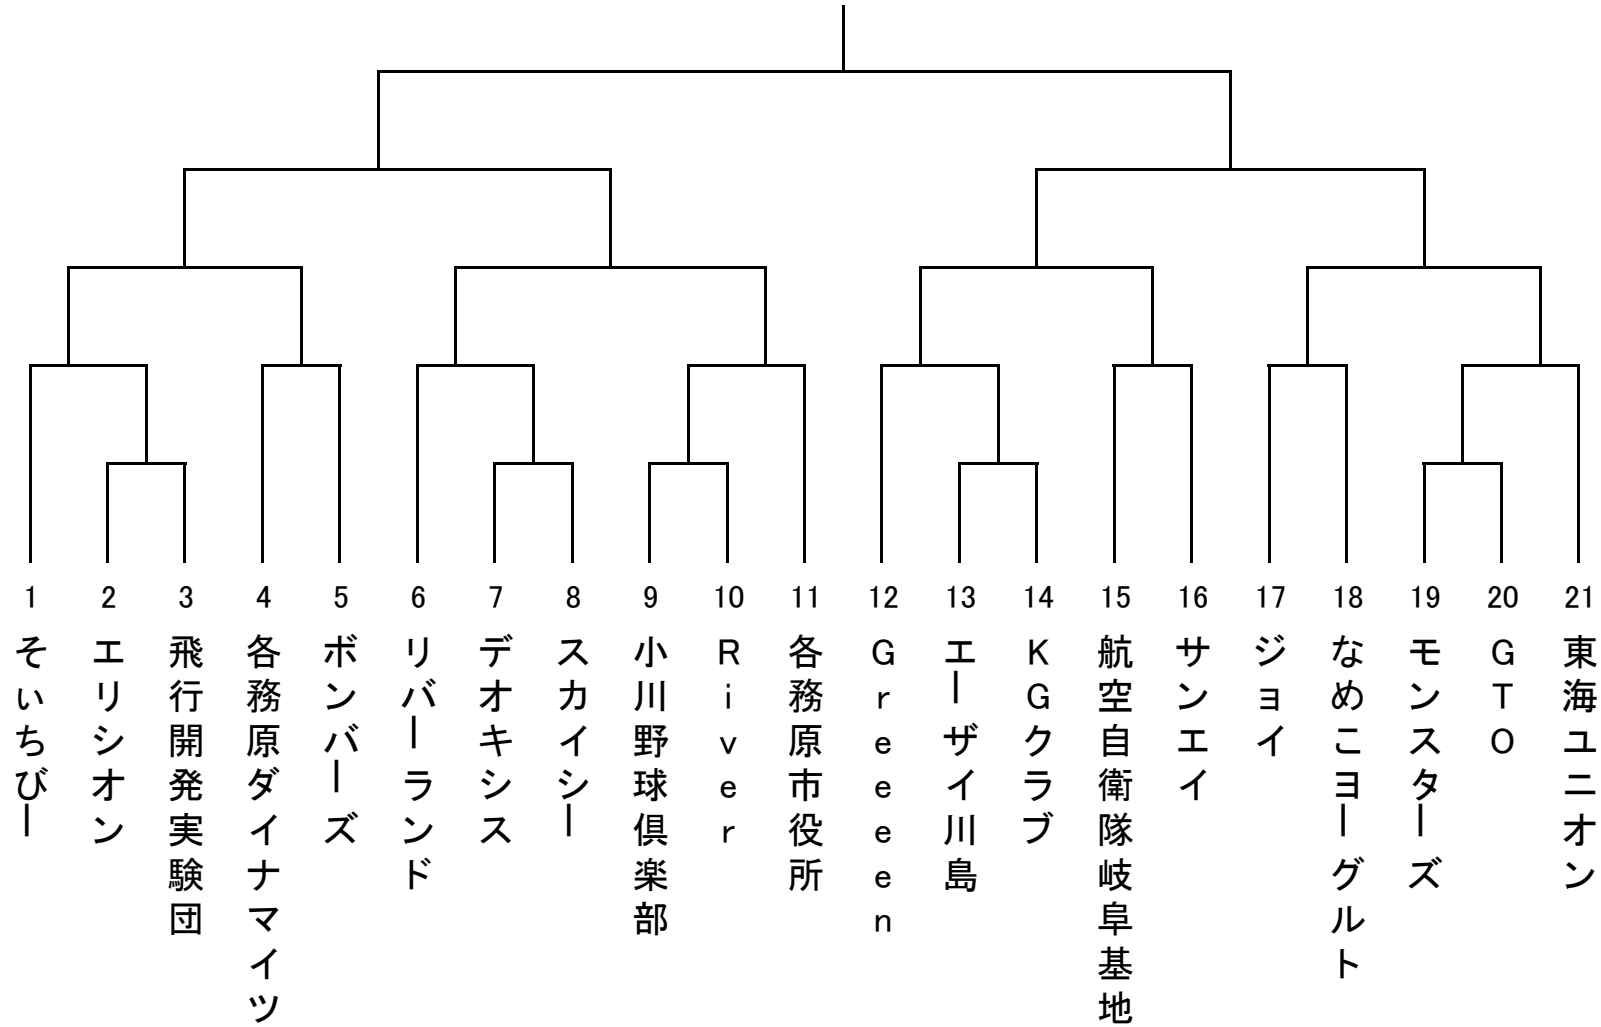 1 2 3 4 5 6 7 8 9 10 11 12 13 14 15 16 17 18 19 20 21
そぃちびー
エリシオン
飛行開発実験団
各務原ダイナマイツ
ボンバーズ
リバーランド
デオキシス
スカイシー
小川野球倶楽部
River
各務原市役所
Greeeen
エーザイ川島
KGクラブ
航空自衛隊岐阜基地
サンエイ
ジョイ
なめこヨーグルト
モンスターズ
GTO
東海ユニオン